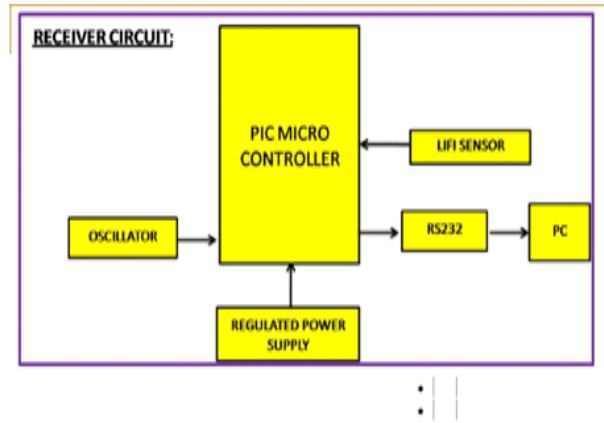 RECEIVER CIRCUIT:
PIC MICRO
CONTROLLER
LIFI SENSOR
OSCILLATOR
RS232
PC
REGULATED POWER
SUPPLY